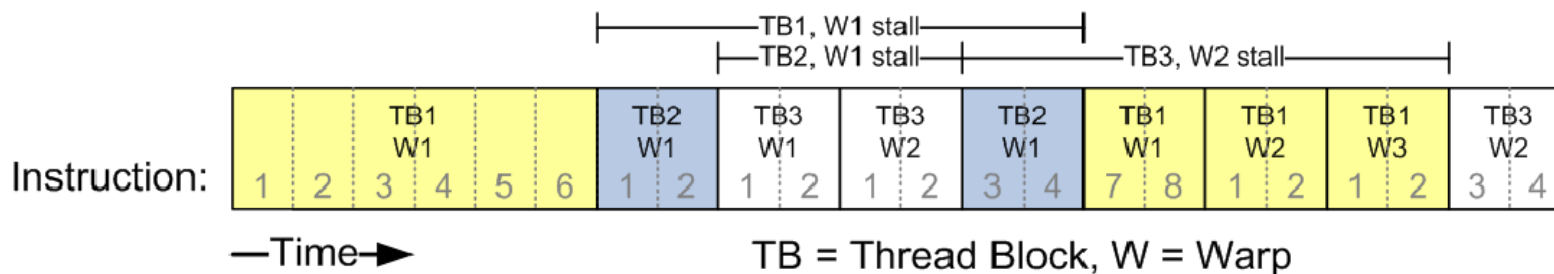 TB1, W1 stall
TB2, W1 stall TB3, W2 stall
TB1 TB2 TB3 TB3 TB2 TB1 TB1 TB1 TB3
W1 W1 W1 W2 W1 W1 W2 W3 W2
Instruction: 1 2 3 4 5 6 1 2 1 2 1 2 3 4 7 8 1 2 1 2 3 4
Time TB = Thread Block, W = Warp